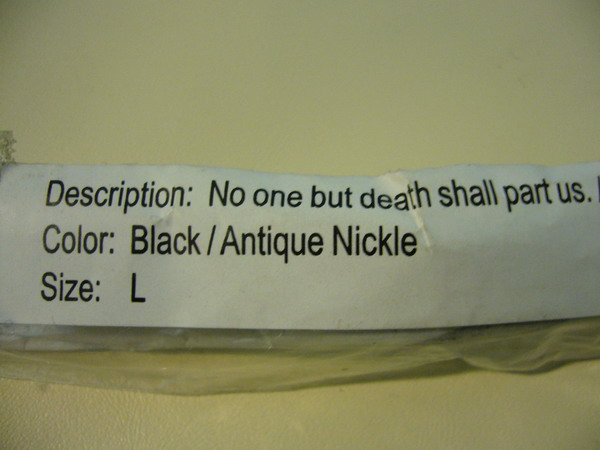 Description: No one but death shall part us.
Color: Black / Antique Nickle
Size: L